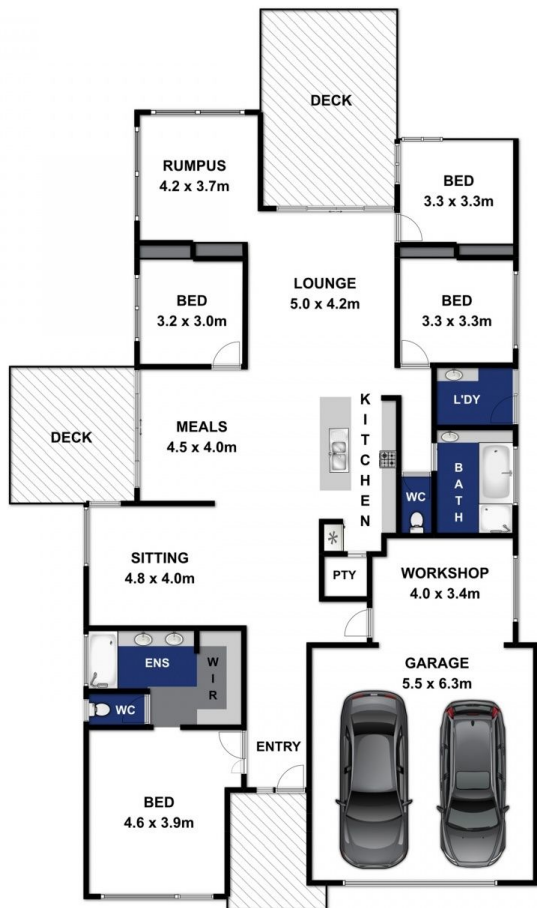 DECK
RUMPUS
4.2 x 3.7m
BED
3.3 x 3.3m
LOUNGE
5.0 x 4.2m
BED
3.2 x 3.0m
BED
3.3 x 3.3m
L'DY
KITCHEN
MEALS
4.5 x 4.0m
DECK
BATH
WC
SITTING
4.8 x 4.0m
PTY
WORKSHOP
4.0 x 3.4m
ENS
WIR
GARAGE
5.5 x 6.3m
WC
ENTRY
BED
4.6 x 3.9m